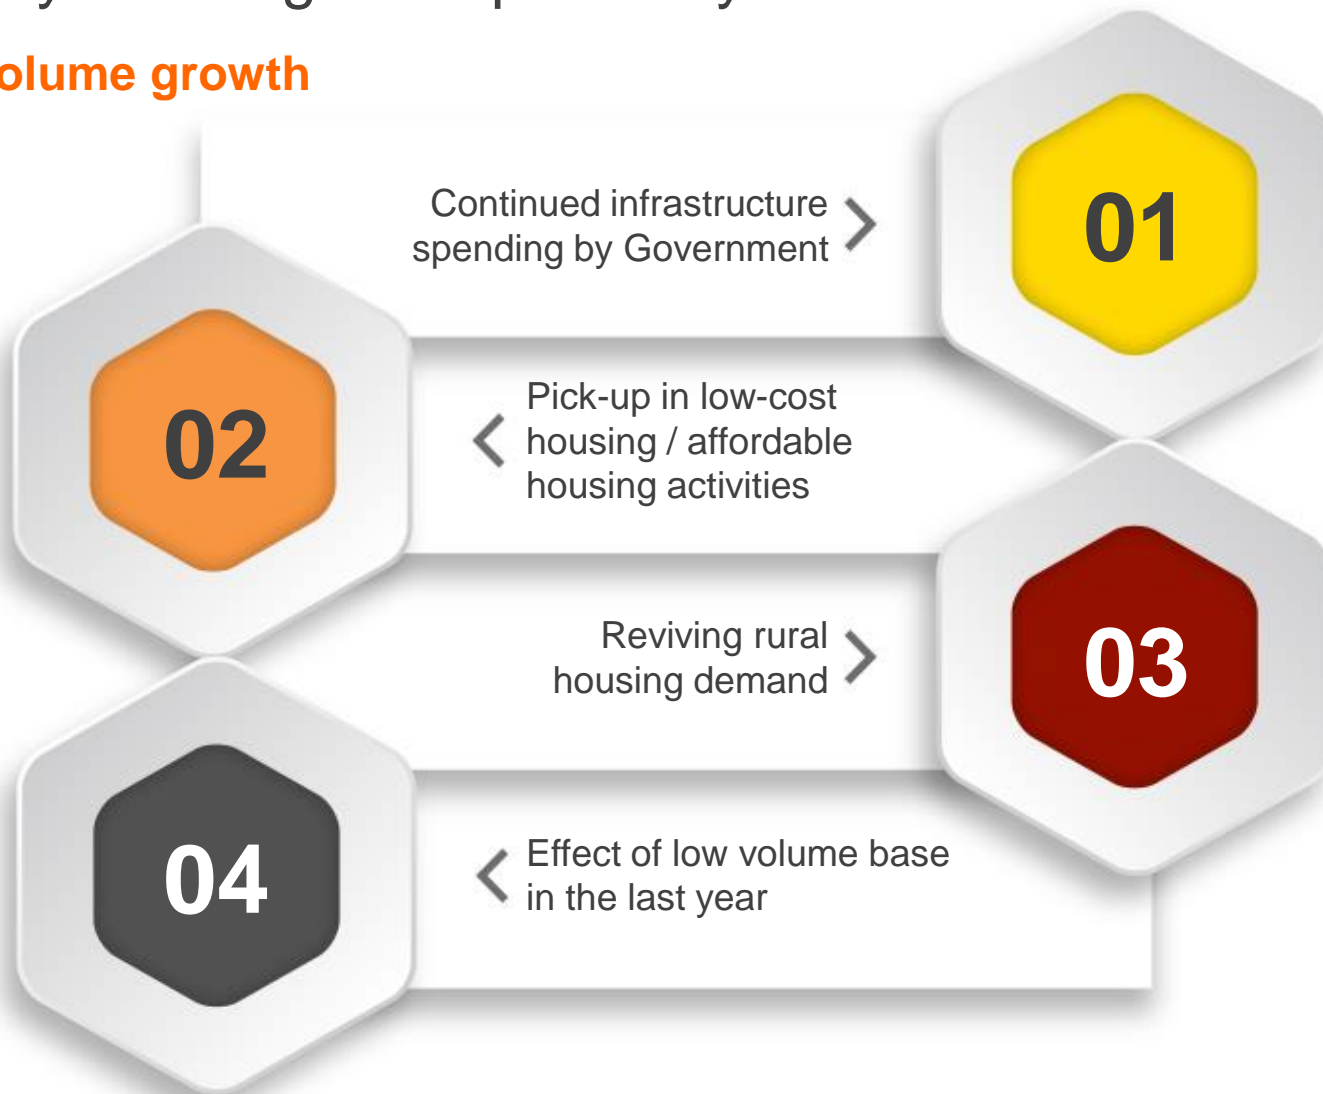 olume growth
Continued infrastructure
spending by Government
01
02
Pick-up in low-cost
housing / affordable
housing activities
Reviving rural
housing demand
03
04
Effect of low volume base
in the last year